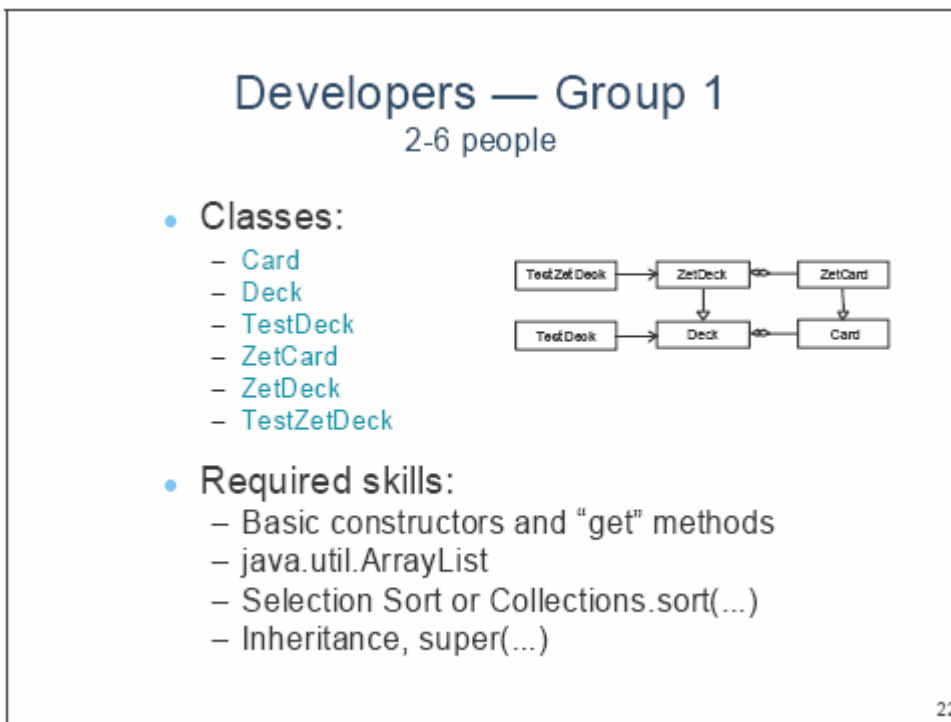 Developers — Group 1
2-6 people
• Classes:
– Card
– Deck
– TestDeck
– ZetCard
– ZetDeck
– TestZetDeck
TestZetDeck ZetDeck ZetCard
TestDeck Deck Card
• Required skills:
– Basic constructors and “get” methods
– java.util.ArrayList
– Selection Sort or Collections.sort(...)
– Inheritance, super(...)